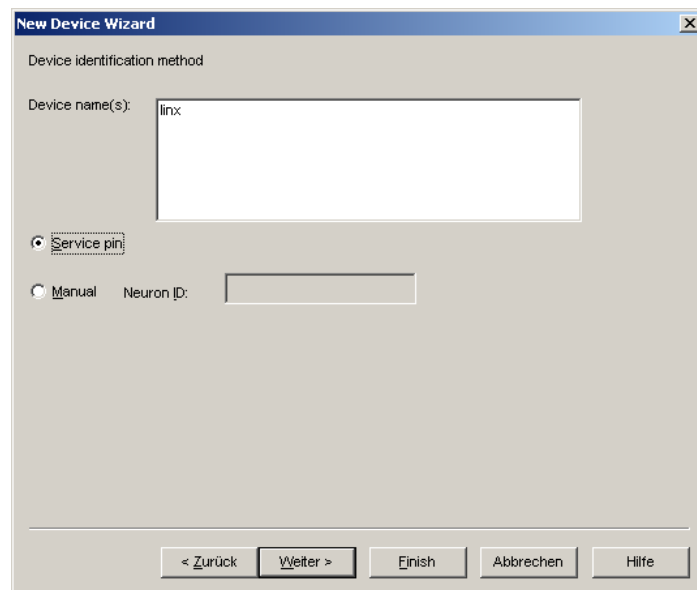 New Device Wizard
Device identification method
Device name(s):
linx
Service pin
Manual Neuron ID:
< Zurück Weiter > Finish Abbrechen Hilfe